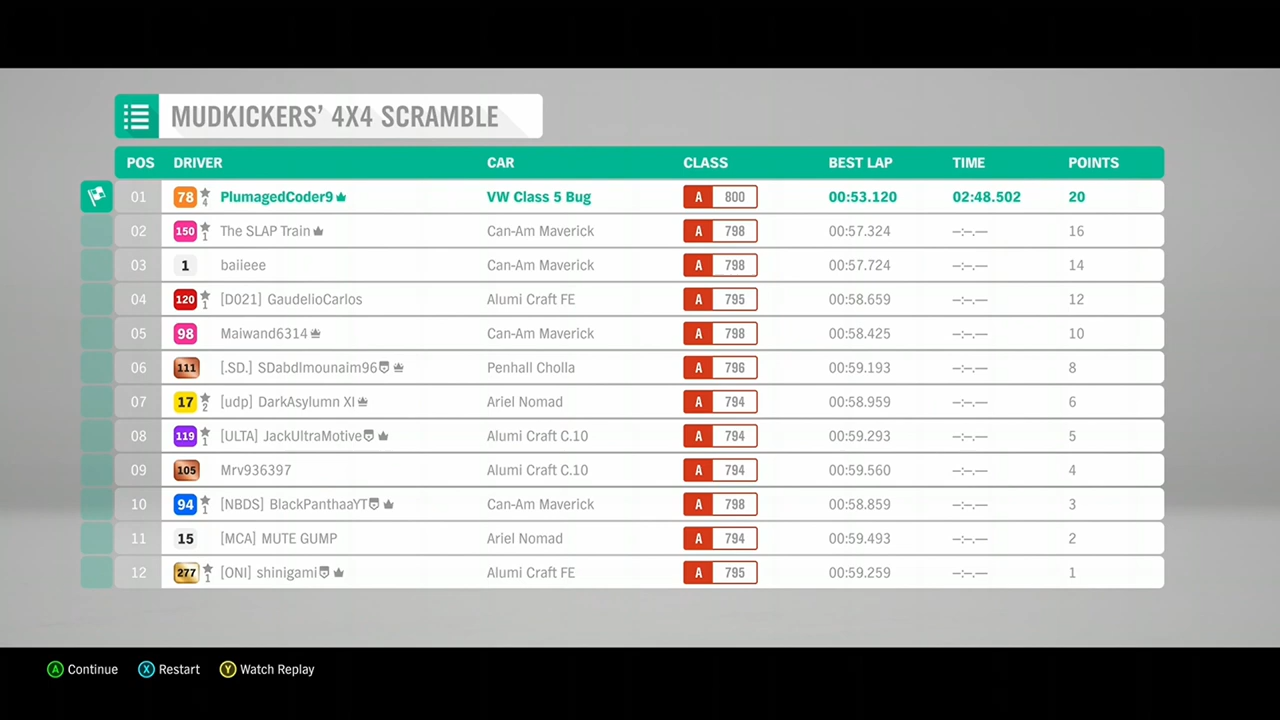 MUDKICKERS' 4X4 SCRAMBLE
POS DRIVER CAR CLASS BEST LAP TIME POINTS
01 78 4 PlumagedCoder9 VW Class 5 Bug A 800 00:53.120 02:48.502 20
02 150 1 The SLAP Train Can-Am Maverick A 798 00:57.324 --:--.--- 16
03 1 baiieee Can-Am Maverick A 798 00:57.724 --:--.--- 14
04 120 1 [D021] GaudelioCarlos Alumi Craft FE A 795 00:58.659 --:--.--- 12
05 98 Maiwand6314 Can-Am Maverick A 798 00:58.425 --:--.--- 10
06 111 [.SD.] SDabdlmounaim96 Penhall Cholla A 796 00:59.193 --:--.--- 8
07 17 2 [udp] DarkAsylumn XI Ariel Nomad A 794 00:58.959 --:--.--- 6
08 119 1 [ULTA] JackUltraMotive Alumi Craft C.10 A 794 00:59.293 --:--.--- 5
09 105 Mrv936397 Alumi Craft C.10 A 794 00:59.560 --:--.--- 4
10 94 1 [NBDS] BlackPanthaaYT Can-Am Maverick A 798 00:58.859 --:--.--- 3
11 15 [MCA] MUTE GUMP Ariel Nomad A 794 00:59.493 --:--.--- 2
12 277 1 [ONI] shinigami Alumi Craft FE A 795 00:59.259 --:--.--- 1
A Continue X Restart Y Watch Replay